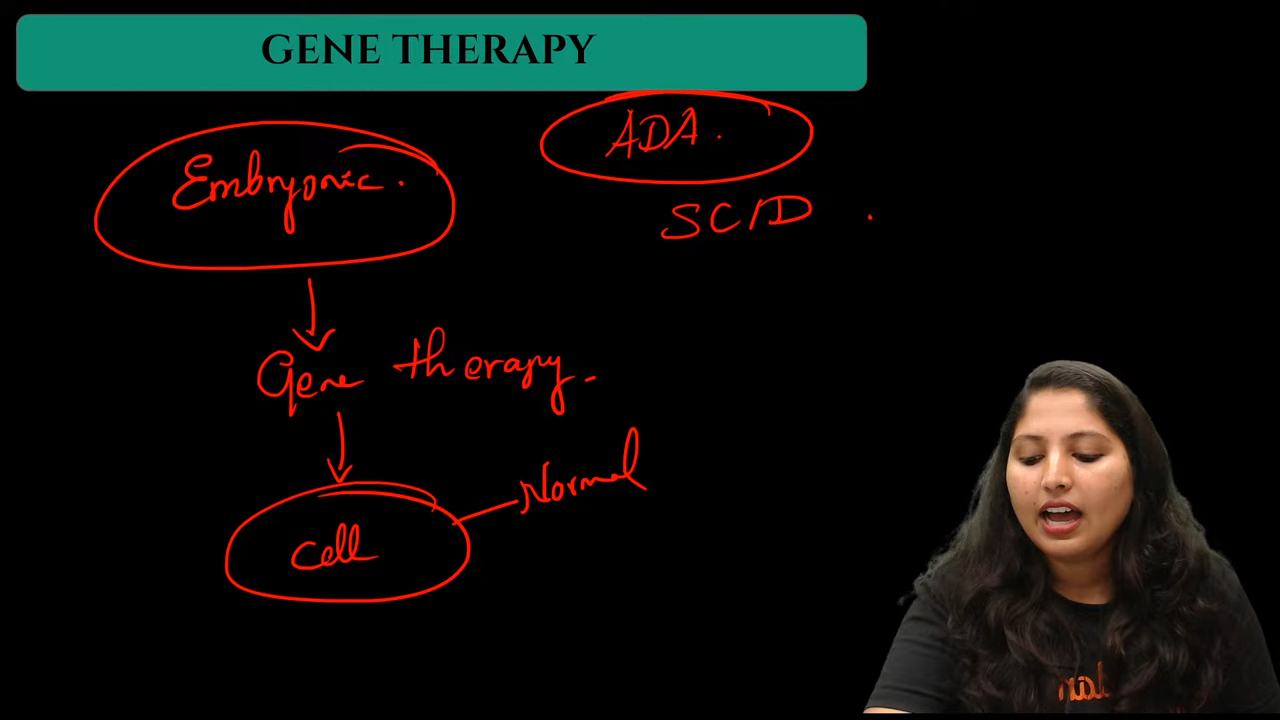 GENE THERAPY
ADA.
Embryonic.
SCID.
Gene therapy.
Normal
cell